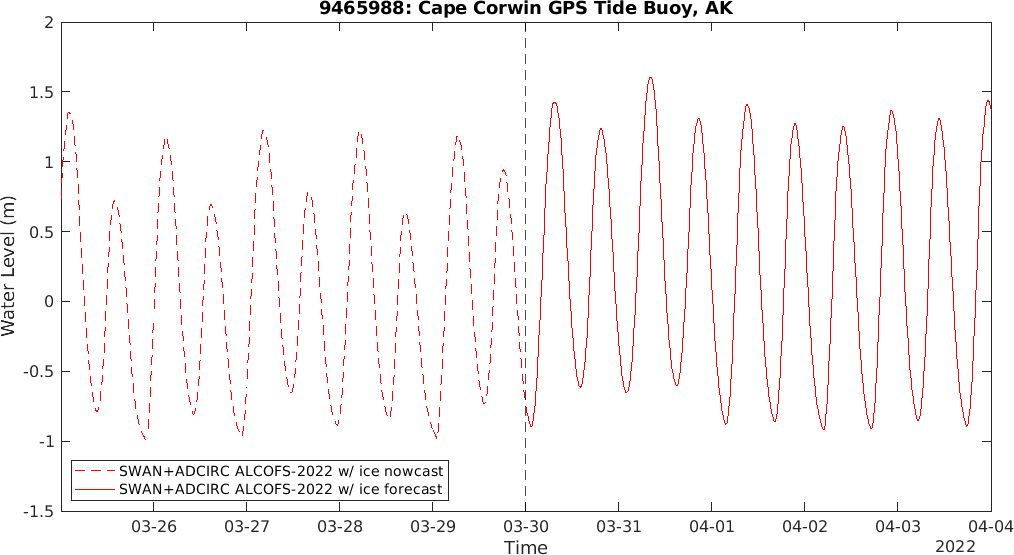 9465988: Cape Corwin GPS Tide Buoy, AK
2
1.5
1
0.5
0
-0.5
-1
-1.5
Water Level (m)
SWAN+ADCIRC ALCOFS-2022 w/ ice nowcast
SWAN+ADCIRC ALCOFS-2022 w/ ice forecast
03-26 03-27 03-28 03-29 03-30 03-31 04-01 04-02 04-03 04-04
Time
2022